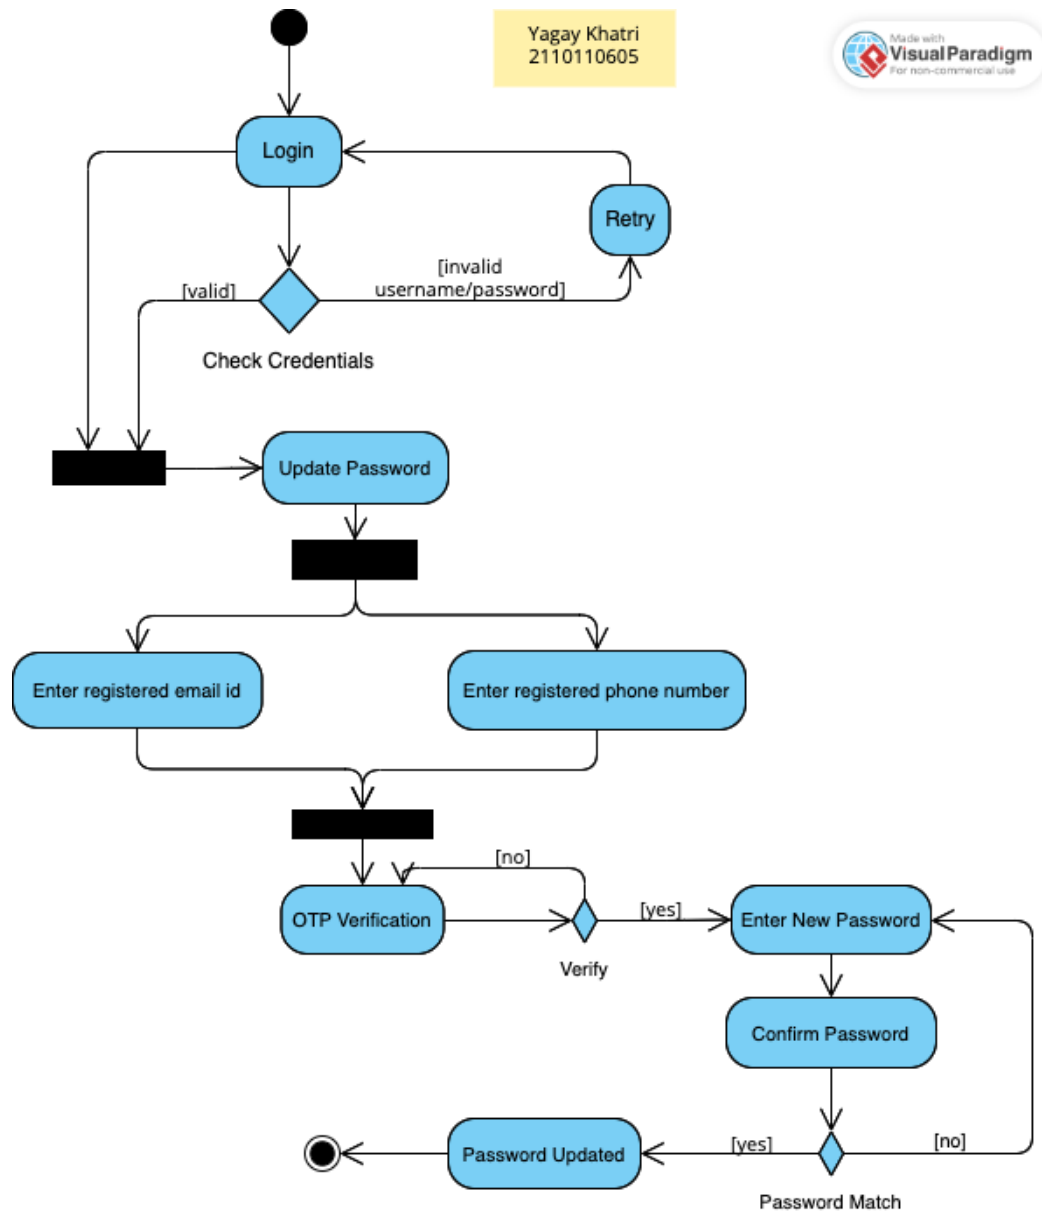 Yagay Khatri
2110110605
Made with
Visual Paradigm
For non-commercial use
Login
Retry
[invalid
username/password]
[valid]
Check Credentials
Update Password
Enter registered email id
Enter registered phone number
[no]
OTP Verification
[yes]
Enter New Password
Verify
Confirm Password
Password Updated
[yes]
[no]
Password Match